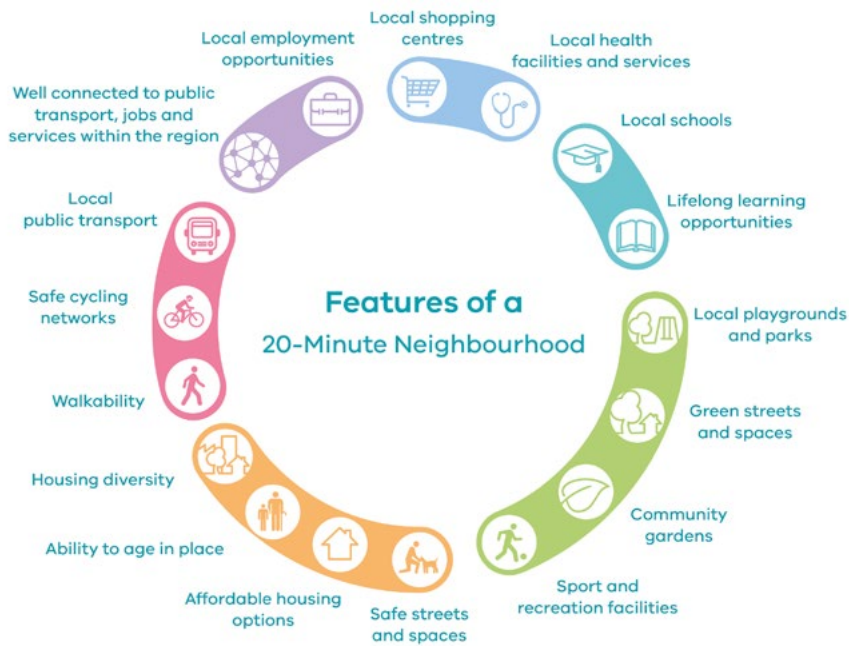 Features of a
20-Minute Neighbourhood
Local shopping
centres
Local health
facilities and services
Local schools
Lifelong learning
opportunities
Local playgrounds
and parks
Green streets
and spaces
Community
gardens
Sport and
recreation facilities
Safe streets
and spaces
Affordable housing
options
Ability to age in place
Housing diversity
Walkability
Safe cycling
networks
Local
public transport
Well connected to public
transport, jobs and
services within the region
Local employment
opportunities